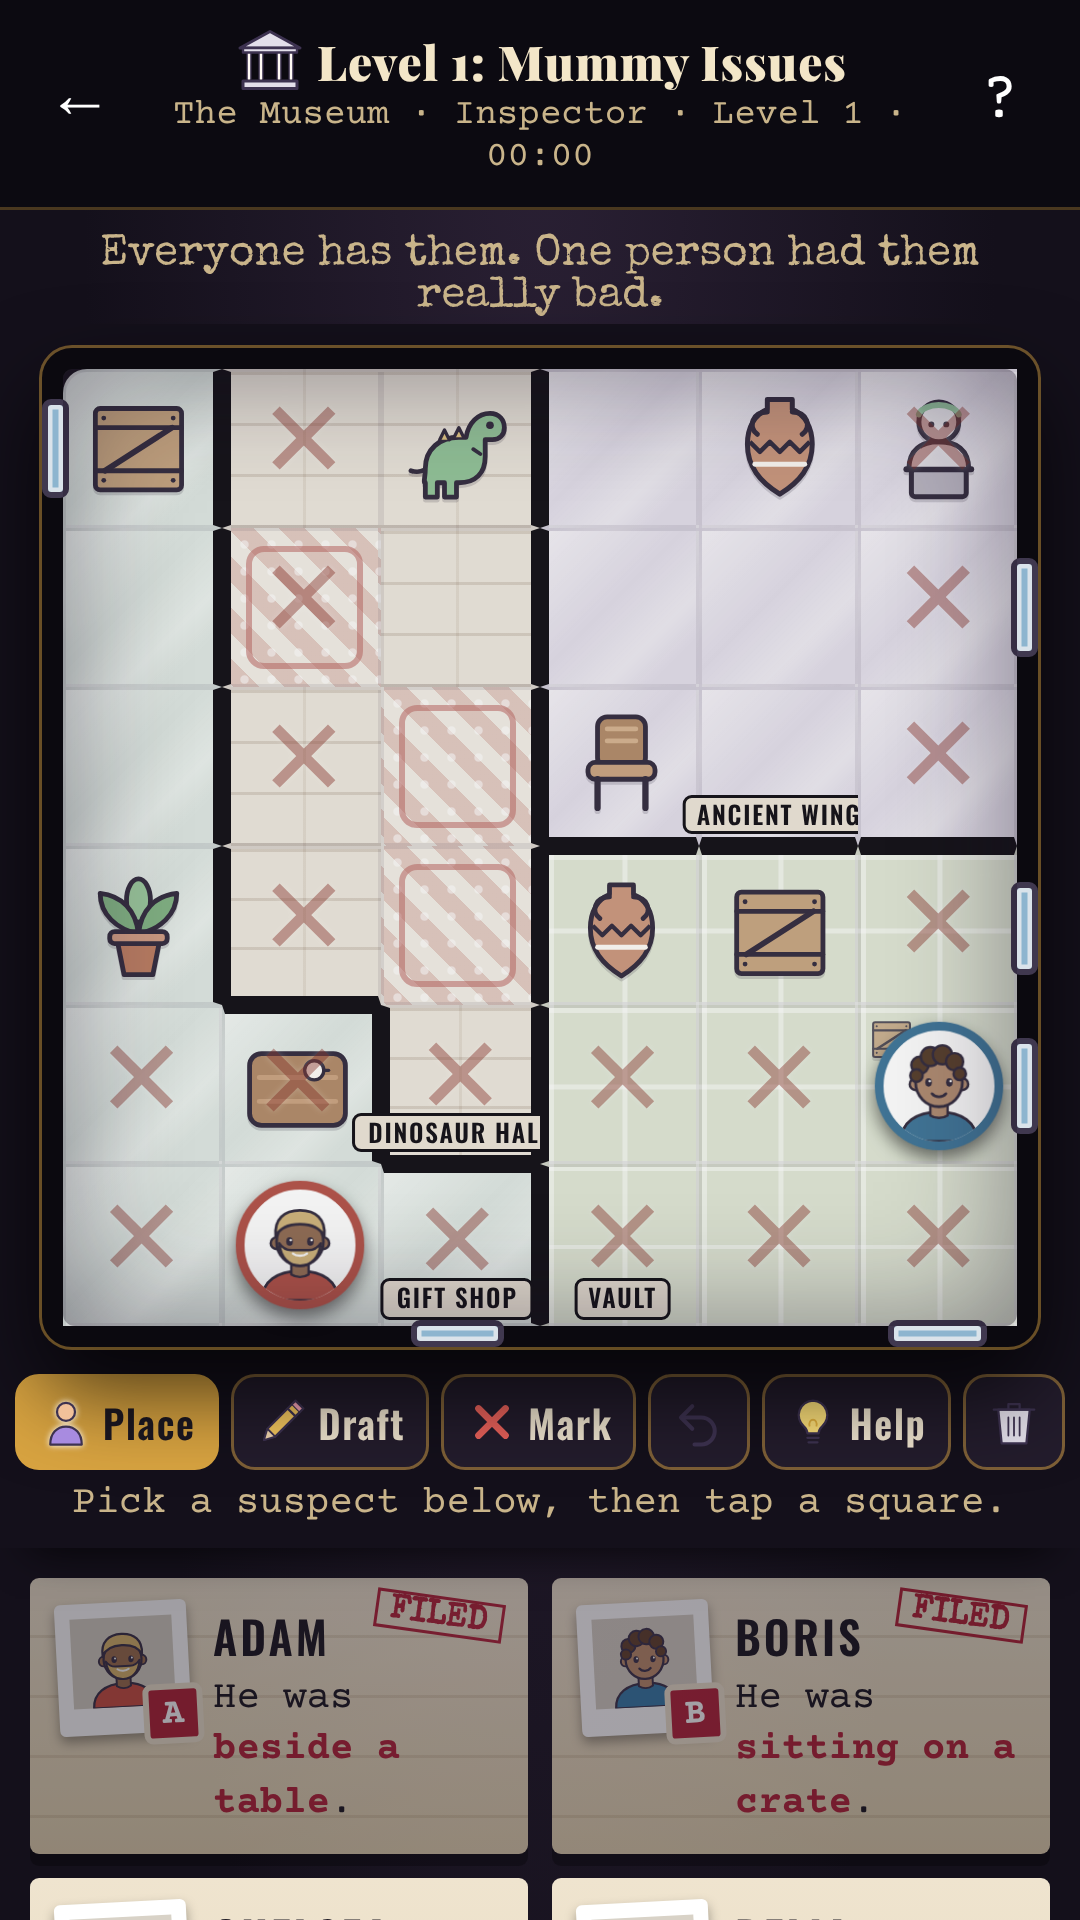 Level 1: Mummy Issues
The Museum · Inspector · Level 1 ·
00:00
←
?
Everyone has them. One person had them
really bad.
ANCIENT WING
DINOSAUR HAL
GIFT SHOP
VAULT
Place
Draft
Mark
Help
Pick a suspect below, then tap a square.
FILED
ADAM
A
He was
beside a
table.
FILED
BORIS
B
He was
sitting on a
crate.